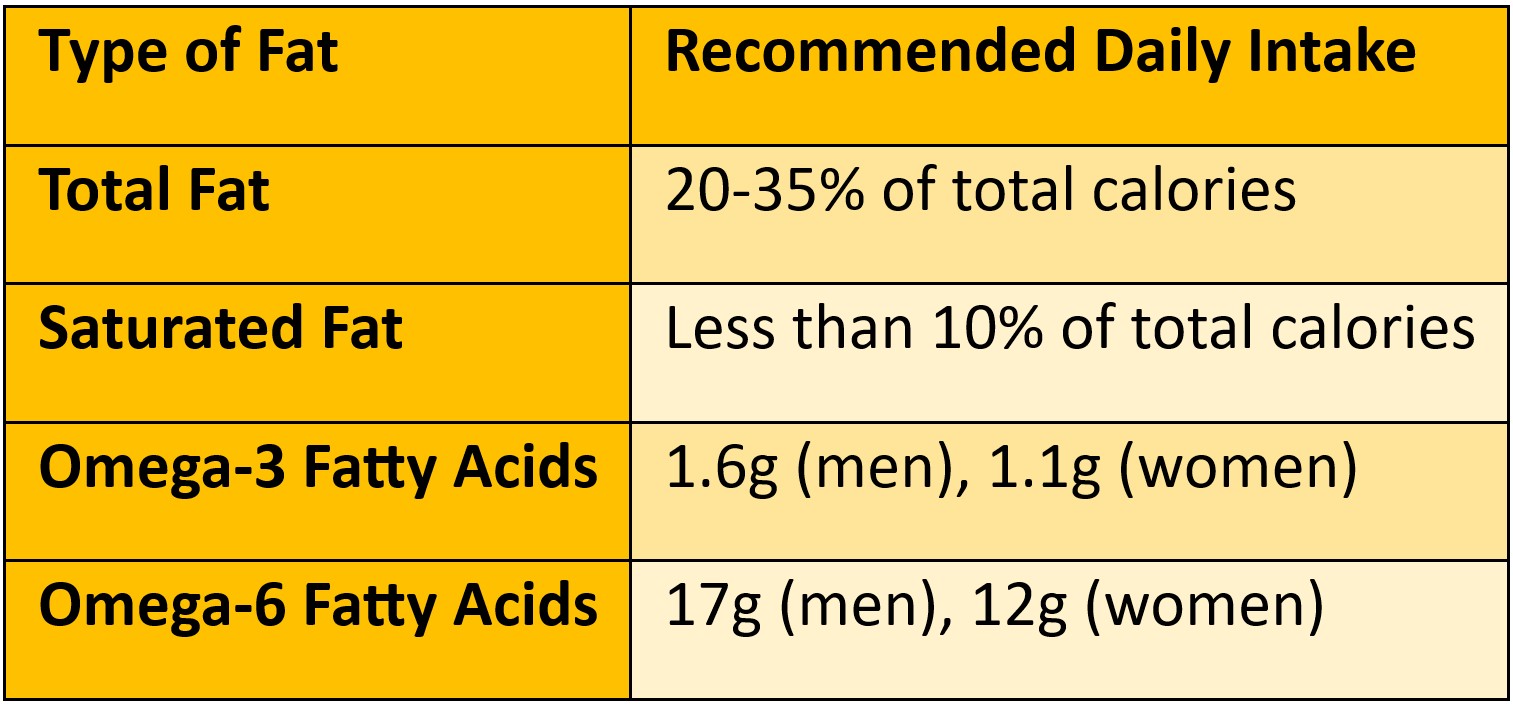 Type of Fat
Recommended Daily Intake
Total Fat
20-35% of total calories
Saturated Fat
Less than 10% of total calories
Omega-3 Fatty Acids
1.6g (men), 1.1g (women)
Omega-6 Fatty Acids
17g (men), 12g (women)